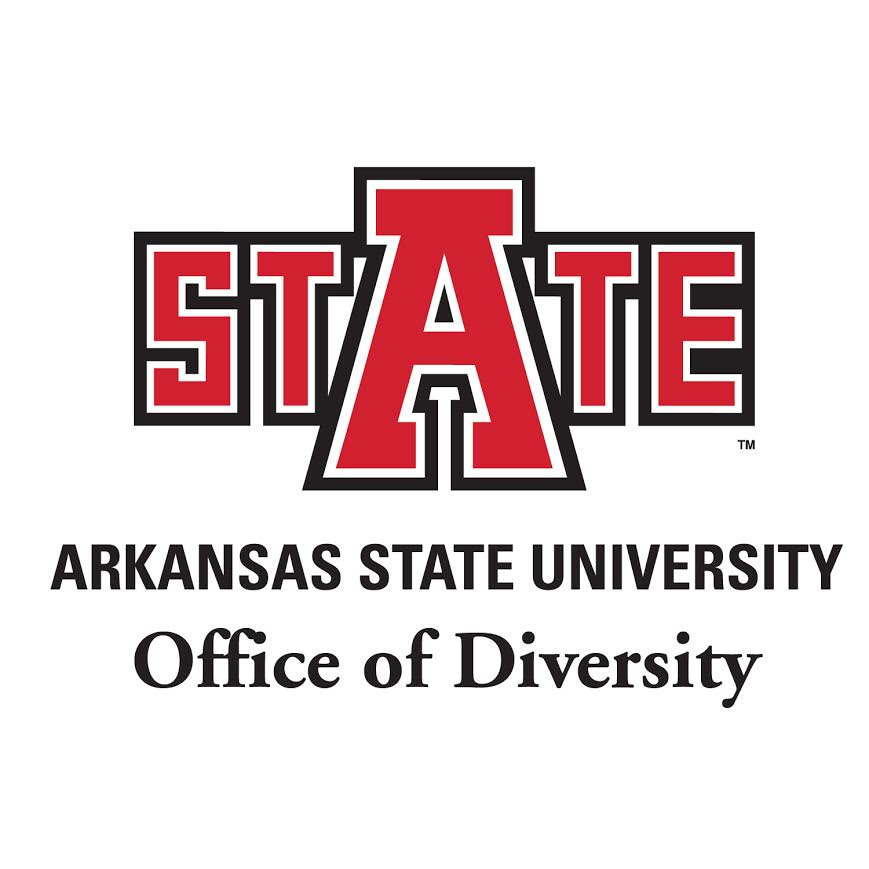 STATE
TM
ARKANSAS STATE UNIVERSITY
Office of Diversity